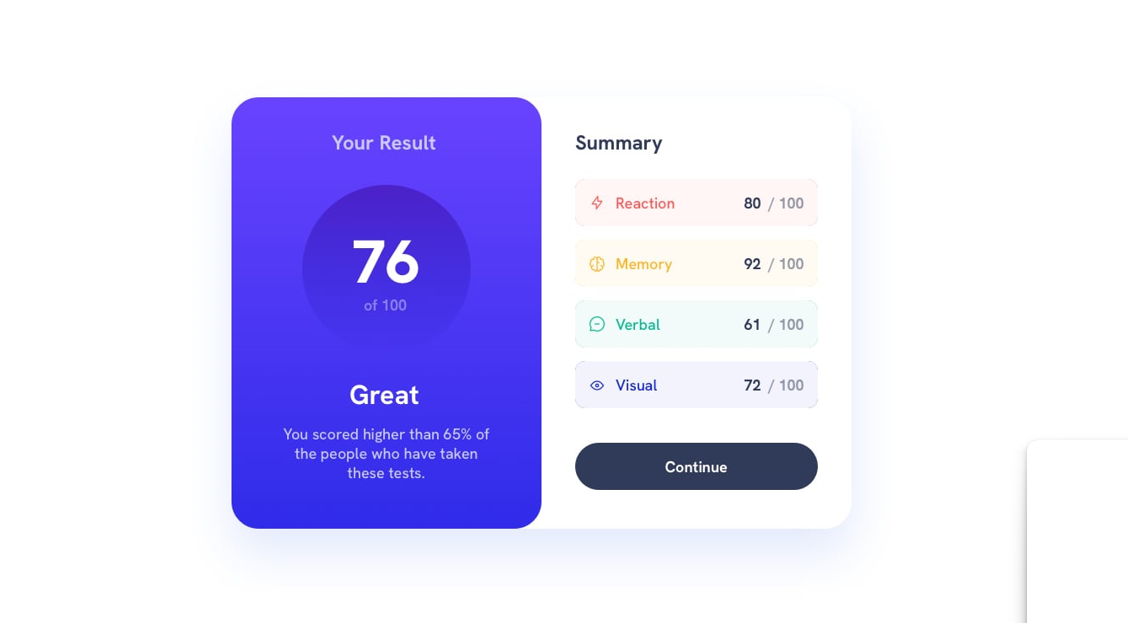 Your Result
76
of 100
Great
You scored higher than 65% of
the people who have taken
these tests.
Summary
Reaction 80 / 100
Memory 92 / 100
Verbal 61 / 100
Visual 72 / 100
Continue